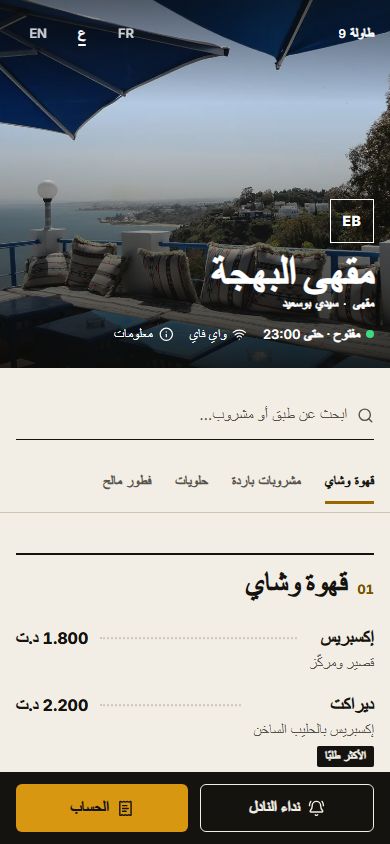 طاولة 9
FR ع EN
EB
مقهى البهجة
مقهى · سيدي بوسعيد
مفتوح · حتى 23:00 واي فاي معلومات
ابحث عن طبق أو مشروب...
قهوة وشاي مشروبات باردة حلويات فطور مالح
01 قهوة وشاي
إكسبريس 1.800 د.ت
قصير ومركّز
ديراكت 2.200 د.ت
إكسبريس بالحليب الساخن
الأكثر طلبًا
نداء النادل الحساب